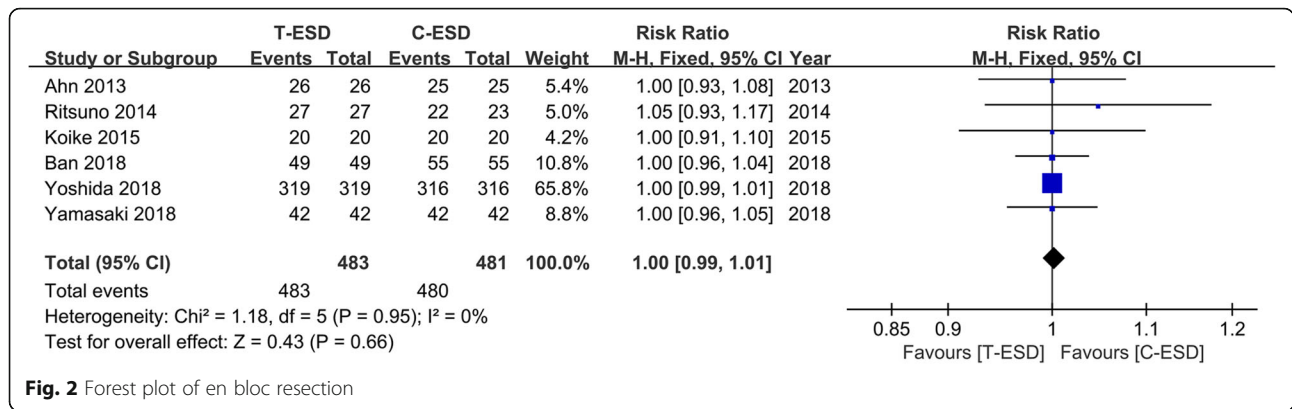 T-ESD C-ESD Risk Ratio Risk Ratio
Study or Subgroup Events Total Events Total Weight M-H, Fixed, 95% CI Year M-H, Fixed, 95% CI
Ahn 2013 26 26 25 25 5.4% 1.00 [0.93, 1.08] 2013
Ritsuno 2014 27 27 22 23 5.0% 1.05 [0.93, 1.17] 2014
Koike 2015 20 20 20 20 4.2% 1.00 [0.91, 1.10] 2015
Ban 2018 49 49 55 55 10.8% 1.00 [0.96, 1.04] 2018
Yoshida 2018 319 319 316 316 65.8% 1.00 [0.99, 1.01] 2018
Yamasaki 2018 42 42 42 42 8.8% 1.00 [0.96, 1.05] 2018
Total (95% CI) 483 481 100.0% 1.00 [0.99, 1.01]
Total events 483 480
Heterogeneity: Chi² = 1.18, df = 5 (P = 0.95); I² = 0%
Test for overall effect: Z = 0.43 (P = 0.66)
0.85 0.9 1 1.1 1.2
Favours [T-ESD] Favours [C-ESD]
Fig. 2 Forest plot of en bloc resection